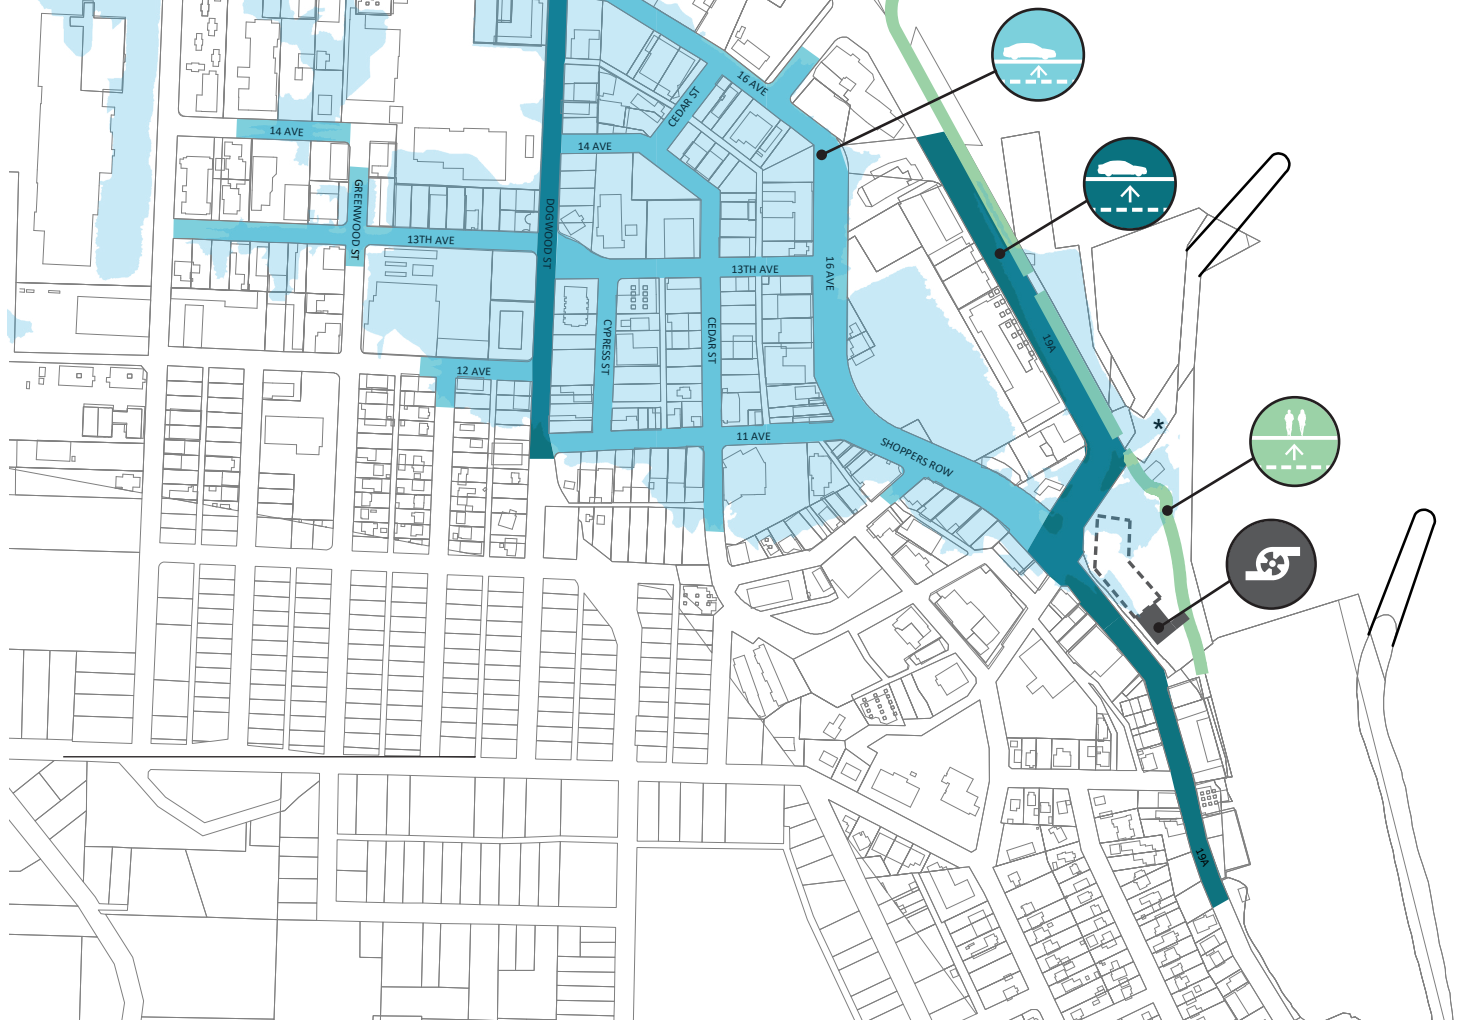 16 AVE
CEDAR ST
14 AVE
14 AVE
GREENWOOD ST
DOGWOOD ST
13TH AVE
13TH AVE
16 AVE
CYPRESS ST
CEDAR ST
19A
12 AVE
11 AVE
SHOPPERS ROW
*
19A